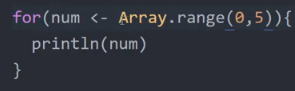 for(num <- Array.range(0,5)){
  println(num)
}